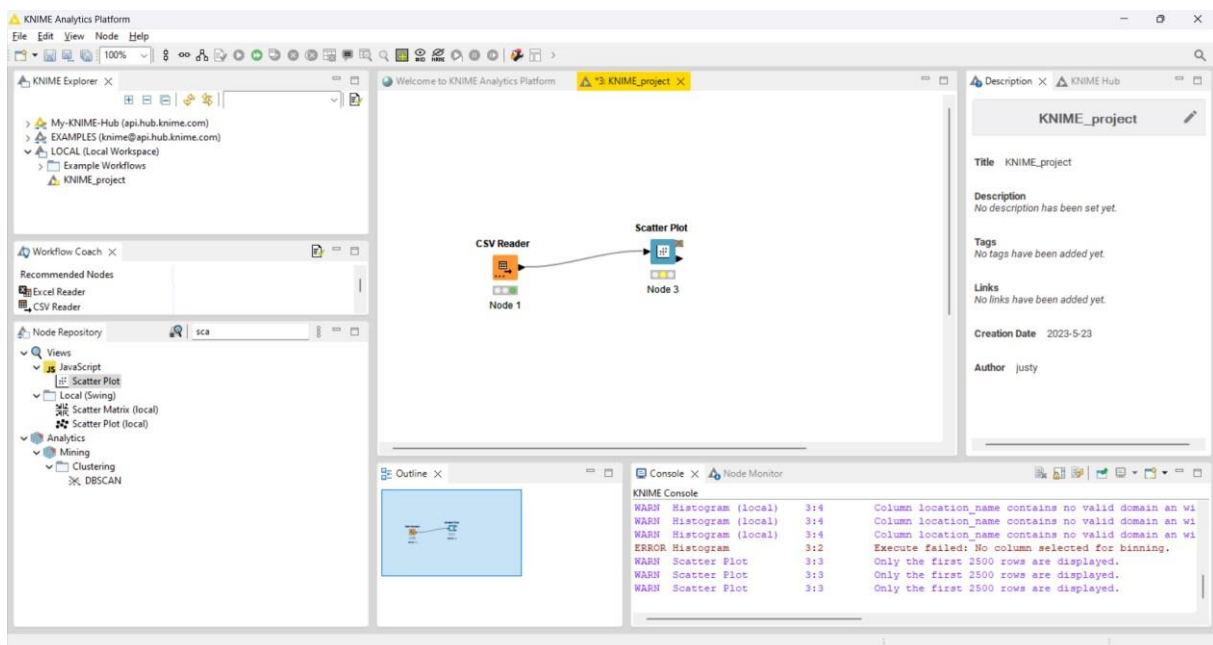 KNIME Analytics Platform
File Edit View Node Help
100%
KNIME Explorer
My-KNIME-Hub (api.hub.knime.com)
EXAMPLES (knime@api.hub.knime.com)
LOCAL (Local Workspace)
Example Workflows
KNIME_project
Workflow Coach
Recommended Nodes
Excel Reader
CSV Reader
Node Repository
sca
Views
JS JavaScript
Scatter Plot
Local (Swing)
Scatter Matrix (local)
Scatter Plot (local)
Analytics
Mining
Clustering
DBSCAN
Welcome to KNIME Analytics Platform
*3: KNIME_project
CSV Reader
Node 1
Scatter Plot
Node 3
Outline
Console
Node Monitor
KNIME Console
WARN Histogram (local) 3:4 Column location_name contains no valid domain an wi
WARN Histogram (local) 3:4 Column location_name contains no valid domain an wi
WARN Histogram (local) 3:4 Column location_name contains no valid domain an wi
ERROR Histogram 3:2 Execute failed: No column selected for binning.
WARN Scatter Plot 3:3 Only the first 2500 rows are displayed.
WARN Scatter Plot 3:3 Only the first 2500 rows are displayed.
WARN Scatter Plot 3:3 Only the first 2500 rows are displayed.
Description
KNIME Hub
KNIME_project
Title KNIME_project
Description
No description has been set yet.
Tags
No tags have been added yet.
Links
No links have been added yet.
Creation Date 2023-5-23
Author justy